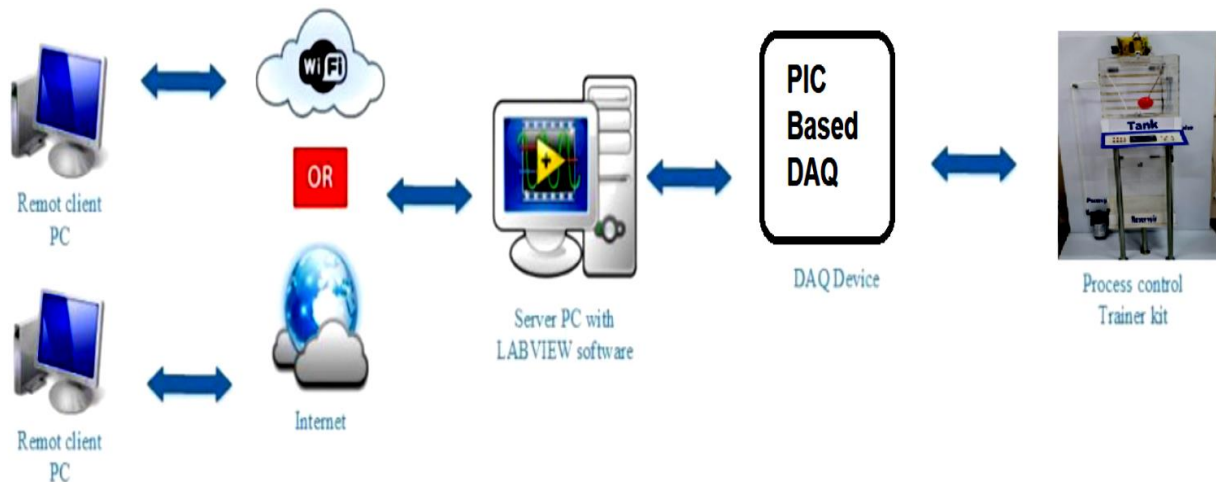 Remot client
PC
WiFi
OR
Remot client
PC
Internet
Server PC with
LABVIEW software
PIC
Based
DAQ
DAQ Device
Tank
Reservoir
Process control
Trainer kit